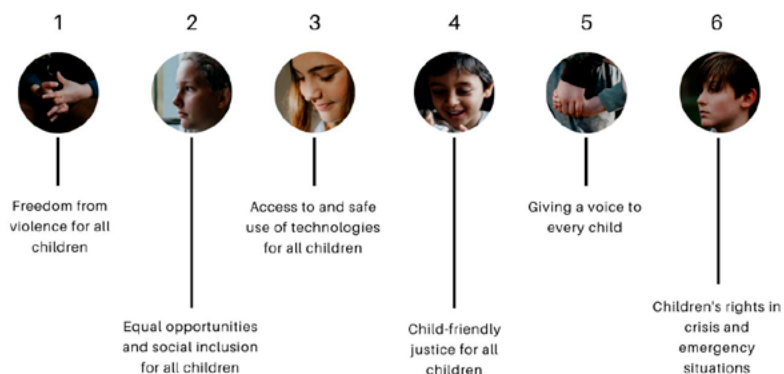 1
2
3
4
5
6
Freedom from
violence for all
children
Equal opportunities
and social inclusion
for all children
Access to and safe
use of technologies
for all children
Child-friendly
justice for all
children
Giving a voice to
every child
Children's rights in
crisis and
emergency
situations